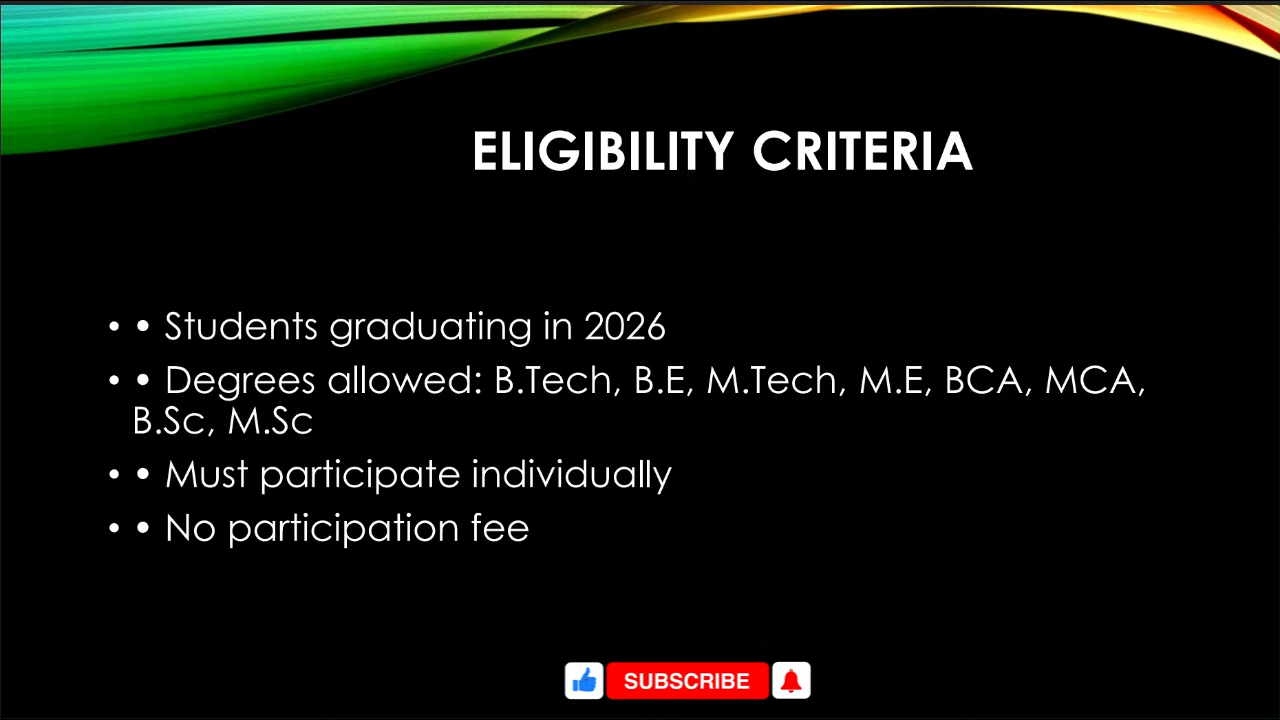 ELIGIBILITY CRITERIA
• • Students graduating in 2026
• • Degrees allowed: B.Tech, B.E, M.Tech, M.E, BCA, MCA,
B.Sc, M.Sc
• • Must participate individually
• • No participation fee
SUBSCRIBE